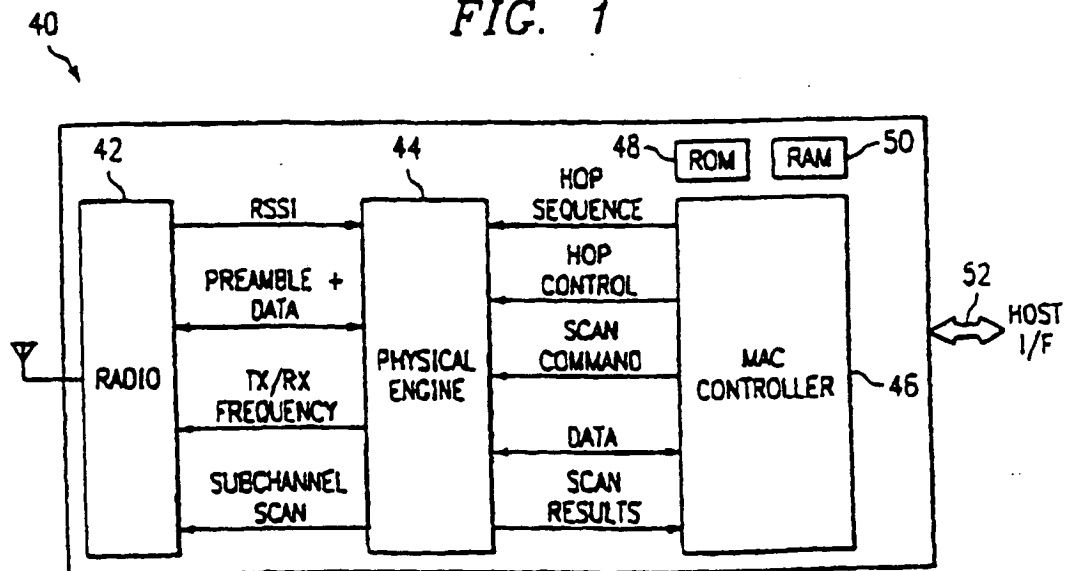 FIG. 1
40
42
44
48
ROM
RAM
50
RSSI
HOP
SEQUENCE
PREAMBLE +
DATA
HOP
CONTROL
SCAN
COMMAND
52
HOST
I/F
RADIO
PHYSICAL
ENGINE
MAC
CONTROLLER
46
TX/RX
FREQUENCY
DATA
SUBCHANNEL
SCAN
SCAN
RESULTS